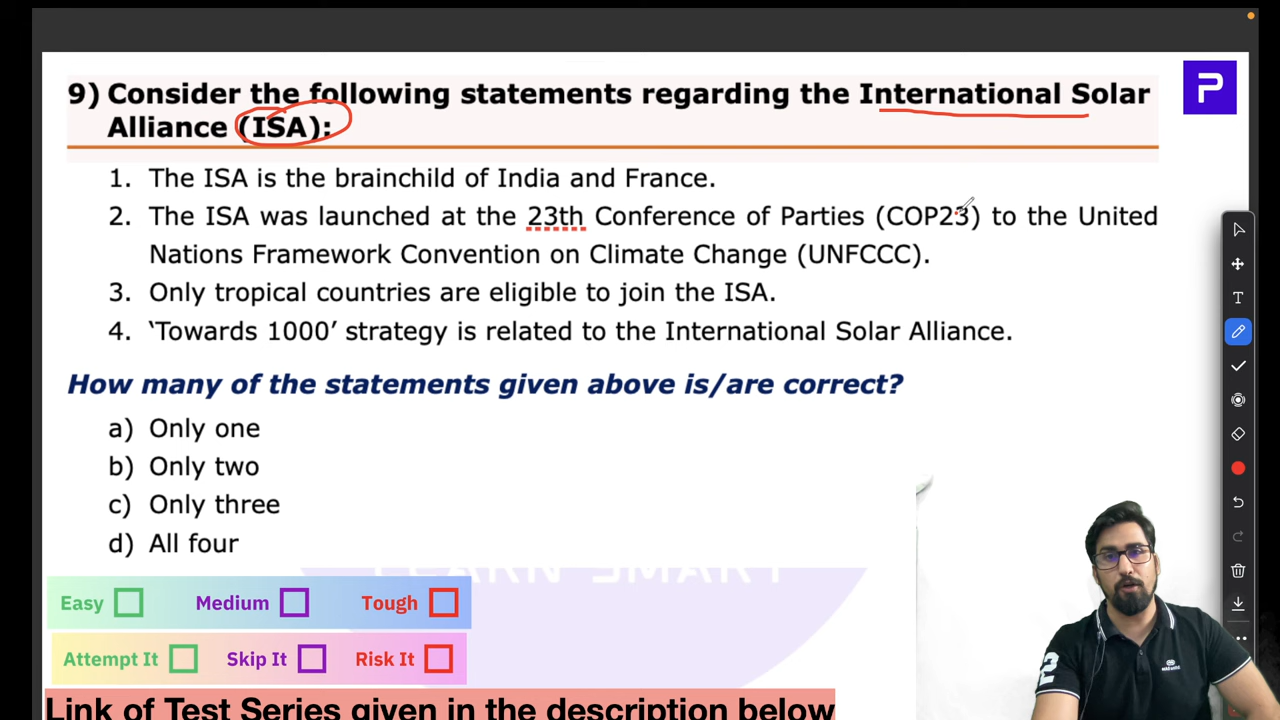 9) Consider the following statements regarding the International Solar
Alliance (ISA):
1. The ISA is the brainchild of India and France.
2. The ISA was launched at the 23th Conference of Parties (COP23) to the United
Nations Framework Convention on Climate Change (UNFCCC).
3. Only tropical countries are eligible to join the ISA.
4. ‘Towards 1000’ strategy is related to the International Solar Alliance.
How many of the statements given above is/are correct?
a) Only one
b) Only two
c) Only three
d) All four
LEARN SMART
Easy Medium Tough
Attempt It Skip It Risk It
Link of Test Series given in the description below
P
T
2